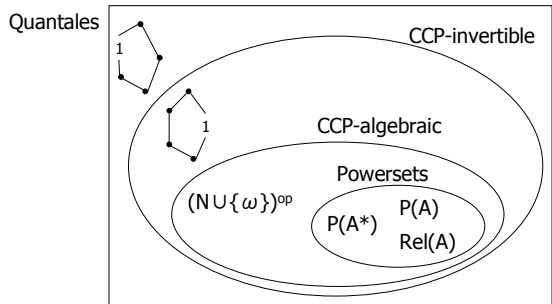 Quantales
CCP-invertible
1
1
CCP-algebraic
Powersets
(N∪{ω})ᵒᵖ
P(A)
P(A*)
Rel(A)